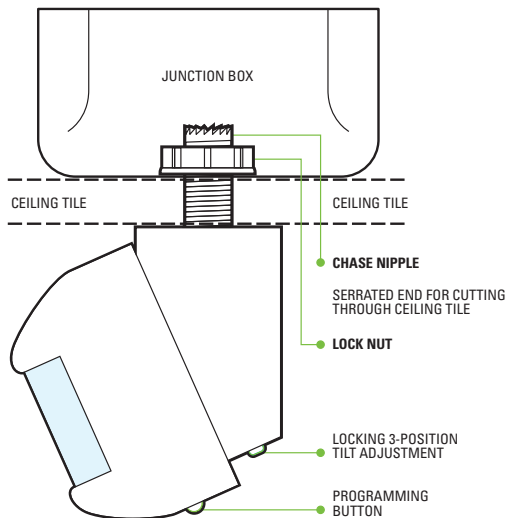 JUNCTION BOX
CEILING TILE
CEILING TILE
CHASE NIPPLE
SERRATED END FOR CUTTING
THROUGH CEILING TILE
LOCK NUT
LOCKING 3-POSITION
TILT ADJUSTMENT
PROGRAMMING
BUTTON